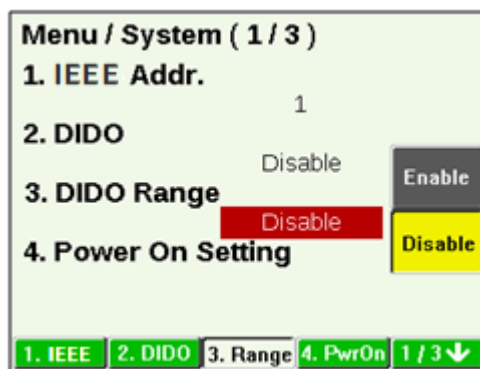 Menu / System ( 1 / 3 )
1. IEEE Addr.
1
2. DIDO
Disable
Enable
3. DIDO Range
Disable
Disable
4. Power On Setting
1. IEEE 2. DIDO 3. Range 4. PwrOn 1 / 3